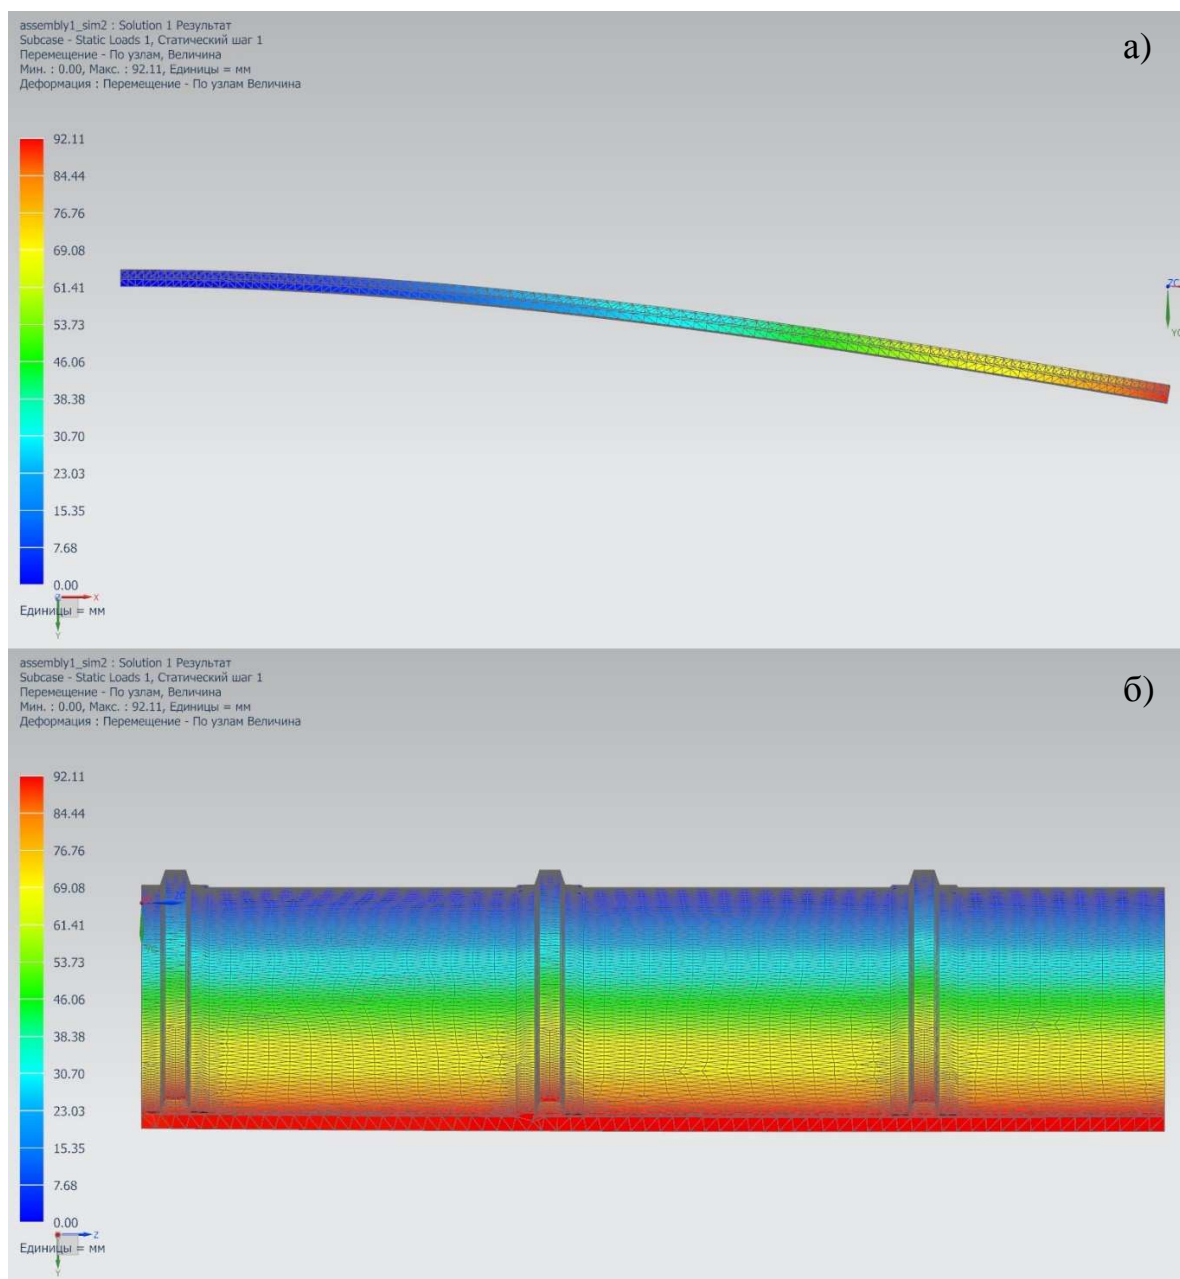 assembly1_sim2 : Solution 1 Результат
Subcase - Static Loads 1, Статический шаг 1
Перемещение - По узлам, Величина
Мин. : 0.00, Макс. : 92.11, Единицы = мм
Деформация : Перемещение - По узлам Величина
а)
92.11
84.44
76.76
69.08
61.41
53.73
46.06
38.38
30.70
23.03
15.35
7.68
0.00
ZC
YC
X
Y
Единицы = мм
assembly1_sim2 : Solution 1 Результат
Subcase - Static Loads 1, Статический шаг 1
Перемещение - По узлам, Величина
Мин. : 0.00, Макс. : 92.11, Единицы = мм
Деформация : Перемещение - По узлам Величина
б)
92.11
84.44
76.76
69.08
61.41
53.73
46.06
38.38
30.70
23.03
15.35
7.68
0.00
Z
Y
Единицы = мм